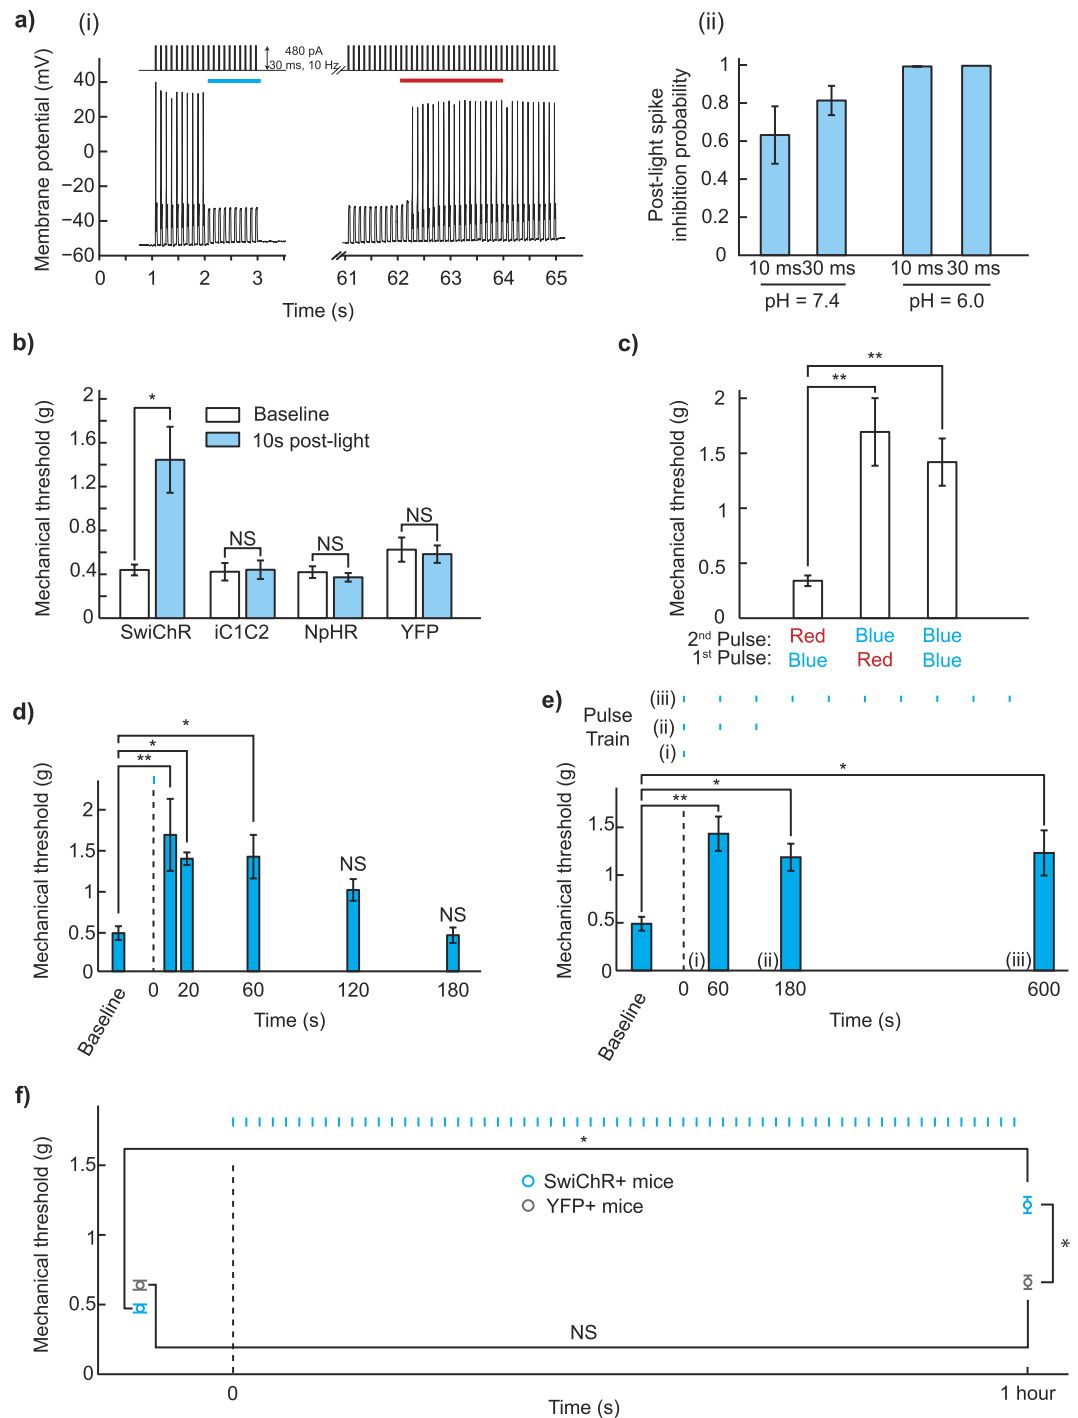 a)
(i)
480 pA
30 ms, 10 Hz
Membrane potential (mV)
40
20
0
−20
−40
−60
0
1
2
3
61
62
63
64
65
Time (s)
(ii)
Post-light spike
inhibition probability
1
0.8
0.6
0.4
0.2
0
10 ms
30 ms
10 ms
30 ms
pH = 7.4
pH = 6.0
b)
Mechanical threshold (g)
2
1.6
1.2
0.8
0.4
0
*
NS
NS
NS
Baseline
10s post-light
SwiChR
iC1C2
NpHR
YFP
c)
Mechanical threshold (g)
2
1.5
1
0.5
0
**
**
2nd Pulse:
Red
Blue
Blue
1st Pulse:
Blue
Red
Blue
d)
Mechanical threshold (g)
2
1.5
1
0.5
0
*
*
**
NS
NS
Baseline
0
20
60
120
180
Time (s)
e)
Pulse
Train
(iii)
(ii)
(i)
Mechanical threshold (g)
1.5
1
0.5
0
*
*
**
(i)
(ii)
(iii)
Baseline
0
60
180
600
Time (s)
f)
Mechanical threshold (g)
1.5
1
0.5
0
*
SwiChR+ mice
YFP+ mice
*
NS
0
1 hour
Time (s)